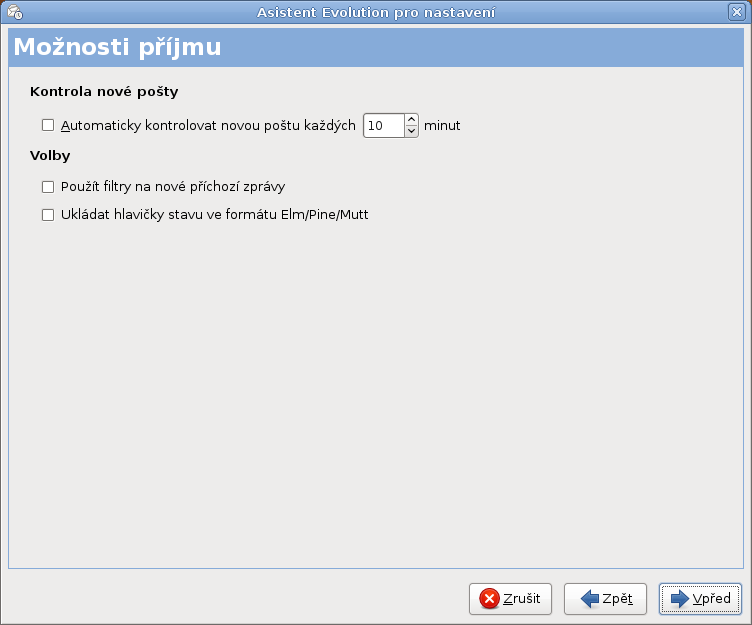 Asistent Evolution pro nastavení
Možnosti příjmu
Kontrola nové pošty
Automaticky kontrolovat novou poštu každých 10 minut
Volby
Použít filtry na nové příchozí zprávy
Ukládat hlavičky stavu ve formátu Elm/Pine/Mutt
Zrušit Zpět Vpřed